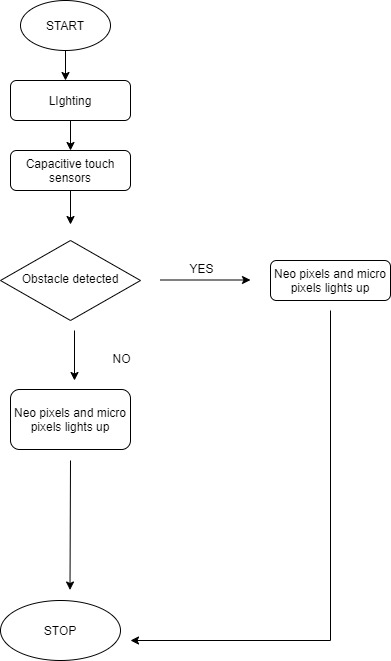 START
LIghting
Capacitive touch
sensors
Obstacle detected
YES
Neo pixels and micro
pixels lights up
NO
Neo pixels and micro
pixels lights up
STOP